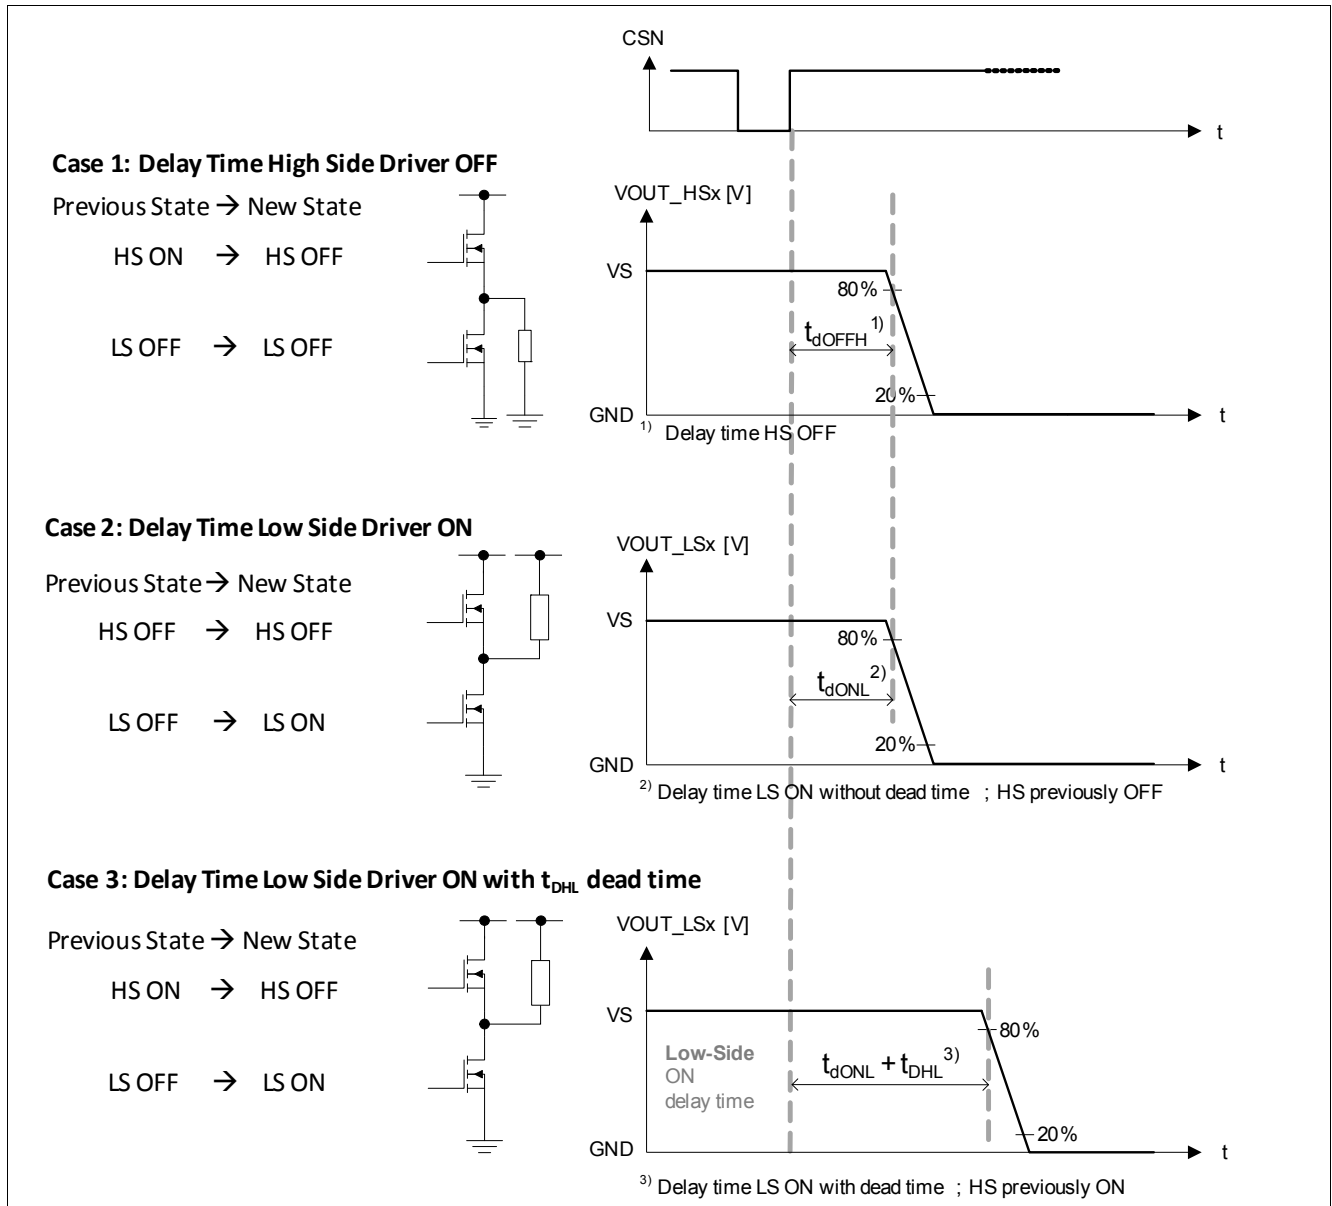 CSN
t
Case 1: Delay Time High Side Driver OFF
Previous State → New State
HS ON → HS OFF
LS OFF → LS OFF
VOUT_HSx [V]
VS
80%
tdOFFH 1)
20%
GND
t
1) Delay time HS OFF
Case 2: Delay Time Low Side Driver ON
Previous State → New State
HS OFF → HS OFF
LS OFF → LS ON
VOUT_LSx [V]
VS
80%
tdONL 2)
20%
GND
t
2) Delay time LS ON without dead time ; HS previously OFF
Case 3: Delay Time Low Side Driver ON with tDHL dead time
Previous State → New State
HS ON → HS OFF
LS OFF → LS ON
VOUT_LSx [V]
VS
80%
Low-Side
ON
delay time
tdONL + tDHL 3)
20%
GND
t
3) Delay time LS ON with dead time ; HS previously ON